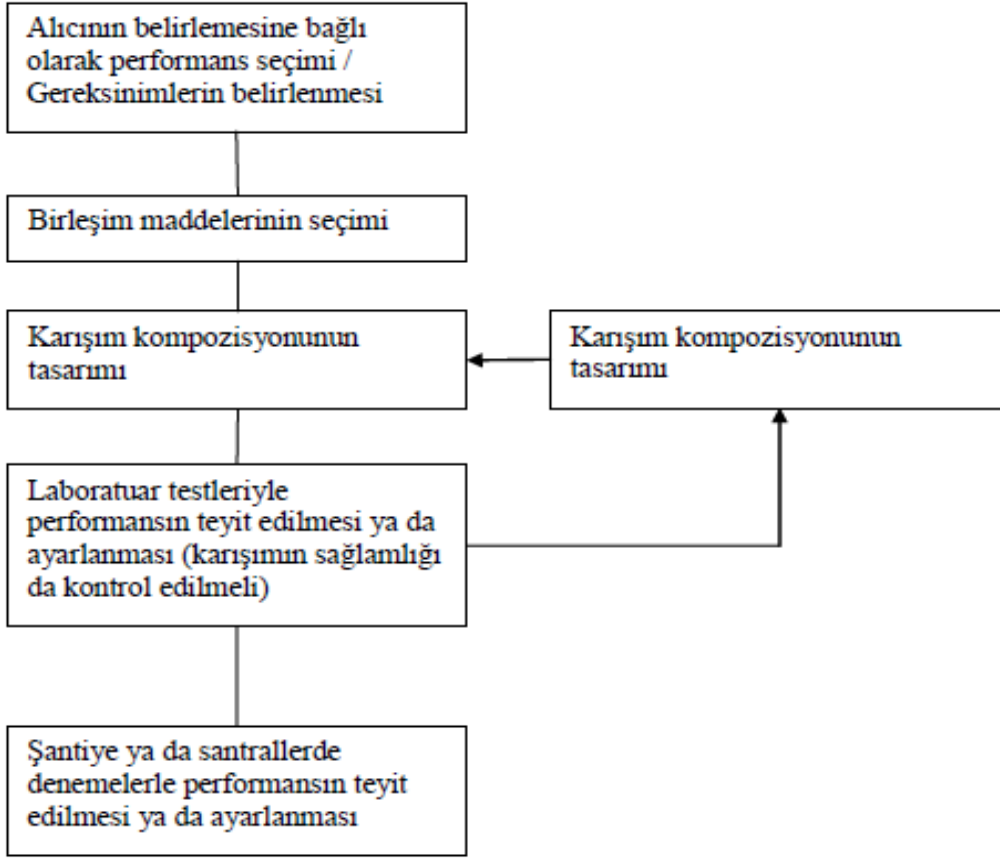 Alıcının belirlemesine bağlı
olarak performans seçimi /
Gereksinimlerin belirlenmesi
Birleşim maddelerinin seçimi
Karışım kompozisyonunun
tasarımı
Karışım kompozisyonunun
tasarımı
Laboratuar testleriyle
performansın teyit edilmesi ya da
ayarlanması (karışımın sağlamlığı
da kontrol edilmeli)
Şantiye ya da santrallerde
denemelerle performansın teyit
edilmesi ya da ayarlanması